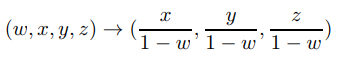 (w, x, y, z) → (x/(1 − w), y/(1 − w), z/(1 − w))